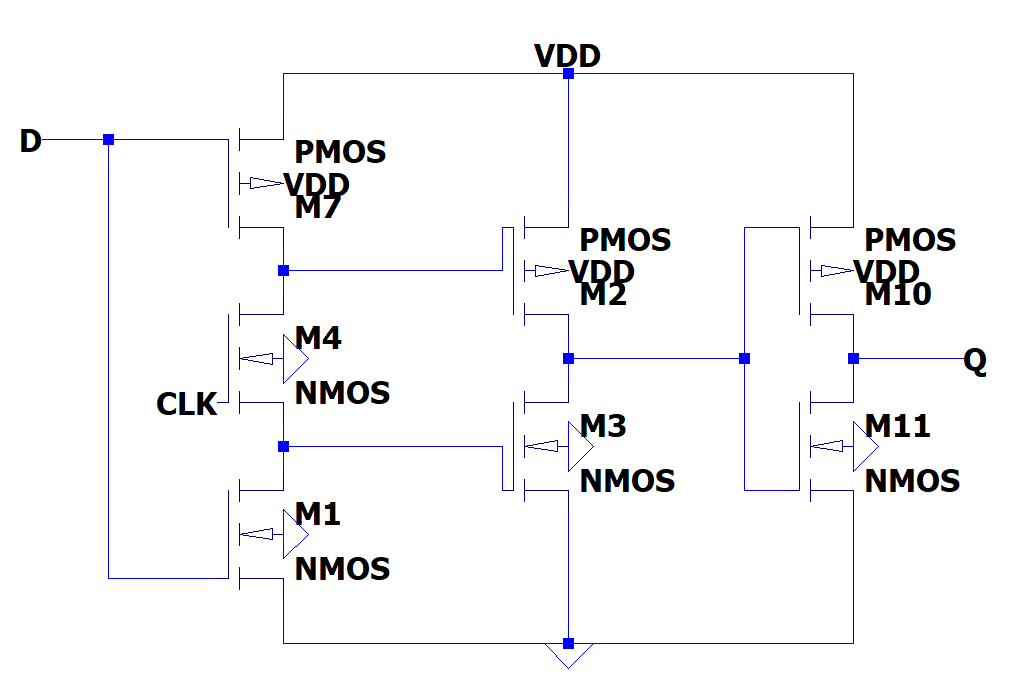 VDD
D
PMOS
VDD
M7
PMOS
VDD
M2
PMOS
VDD
M10
M4
NMOS
CLK
Q
M3
NMOS
M11
NMOS
M1
NMOS